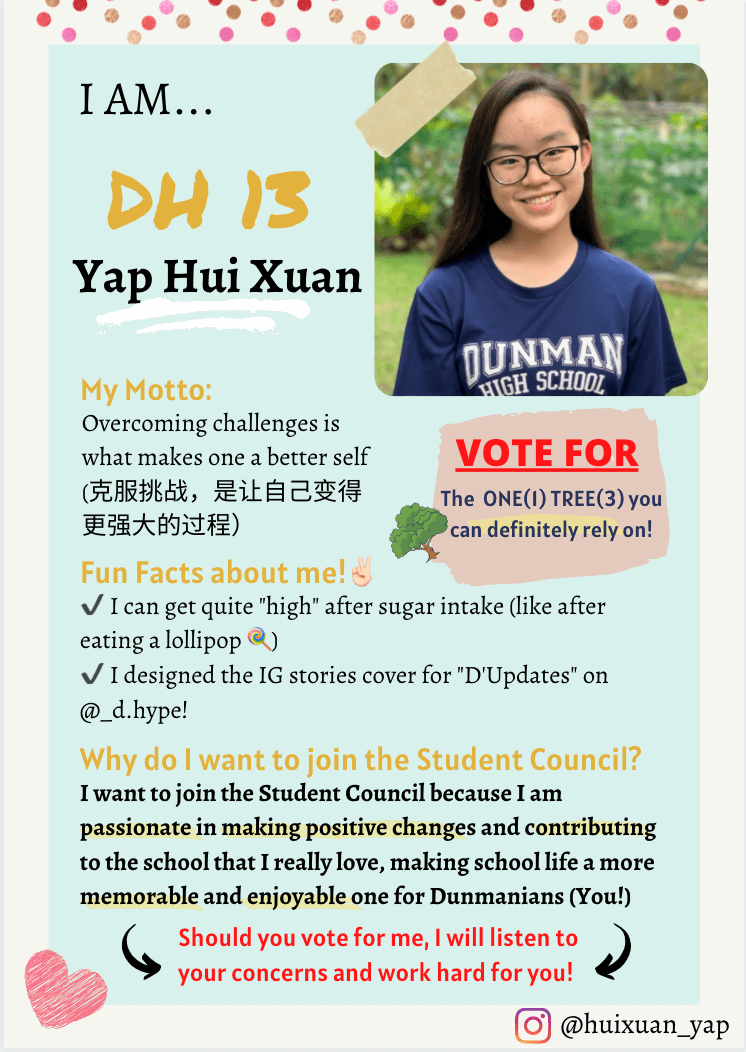 I AM...
DH 13
Yap Hui Xuan
DUNMAN
HIGH SCHOOL
My Motto:
Overcoming challenges is
what makes one a better self
(克服挑战，是让自己变得
更强大的过程）
VOTE FOR
The ONE(1) TREE(3) you
can definitely rely on!
Fun Facts about me!✌🏻
✔ I can get quite "high" after sugar intake (like after
eating a lollipop 🍭)
✔ I designed the IG stories cover for "D'Updates" on
@_d.hype!
Why do I want to join the Student Council?
I want to join the Student Council because I am
passionate in making positive changes and contributing
to the school that I really love, making school life a more
memorable and enjoyable one for Dunmanians (You!)
Should you vote for me, I will listen to
your concerns and work hard for you!
@huixuan_yap